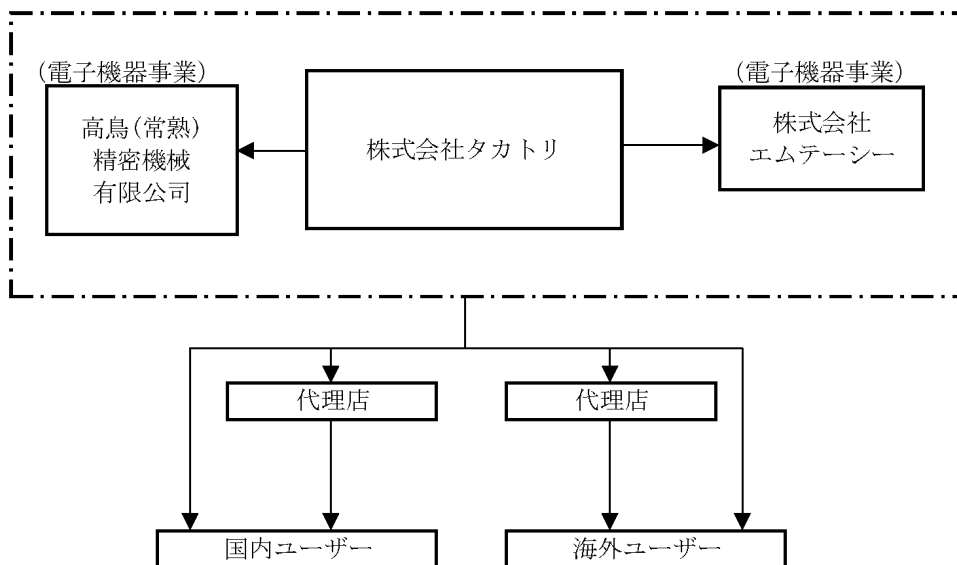 (電子機器事業)
高鳥(常熟)
精密機械
有限公司
株式会社タカトリ
(電子機器事業)
株式会社
エムテーシー
代理店
代理店
国内ユーザー
海外ユーザー